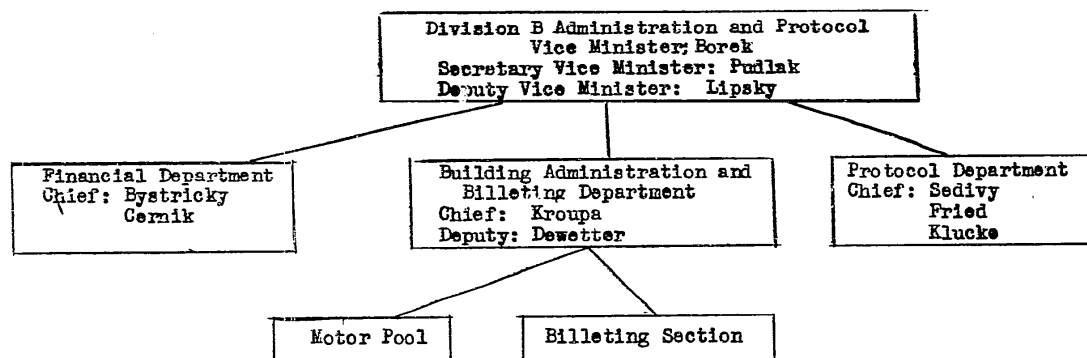 Division B Administration and Protocol
Vice Minister: Borek
Secretary Vice Minister: Pudlak
Deputy Vice Minister: Lipsky
Financial Department
Chief: Bystricky
Cernik
Building Administration and
Billeting Department
Chief: Kroupa
Deputy: Dewetter
Protocol Department
Chief: Sedivy
Fried
Klucke
Motor Pool
Billeting Section